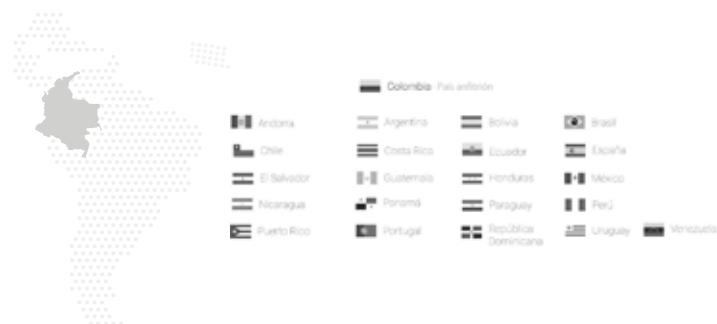 Colombia País anfitrión
Andorra Argentina Bolivia Brasil
Chile Costa Rica Ecuador España
El Salvador Guatemala Honduras México
Nicaragua Panamá Paraguay Perú
Puerto Rico Portugal República Dominicana Uruguay Venezuela